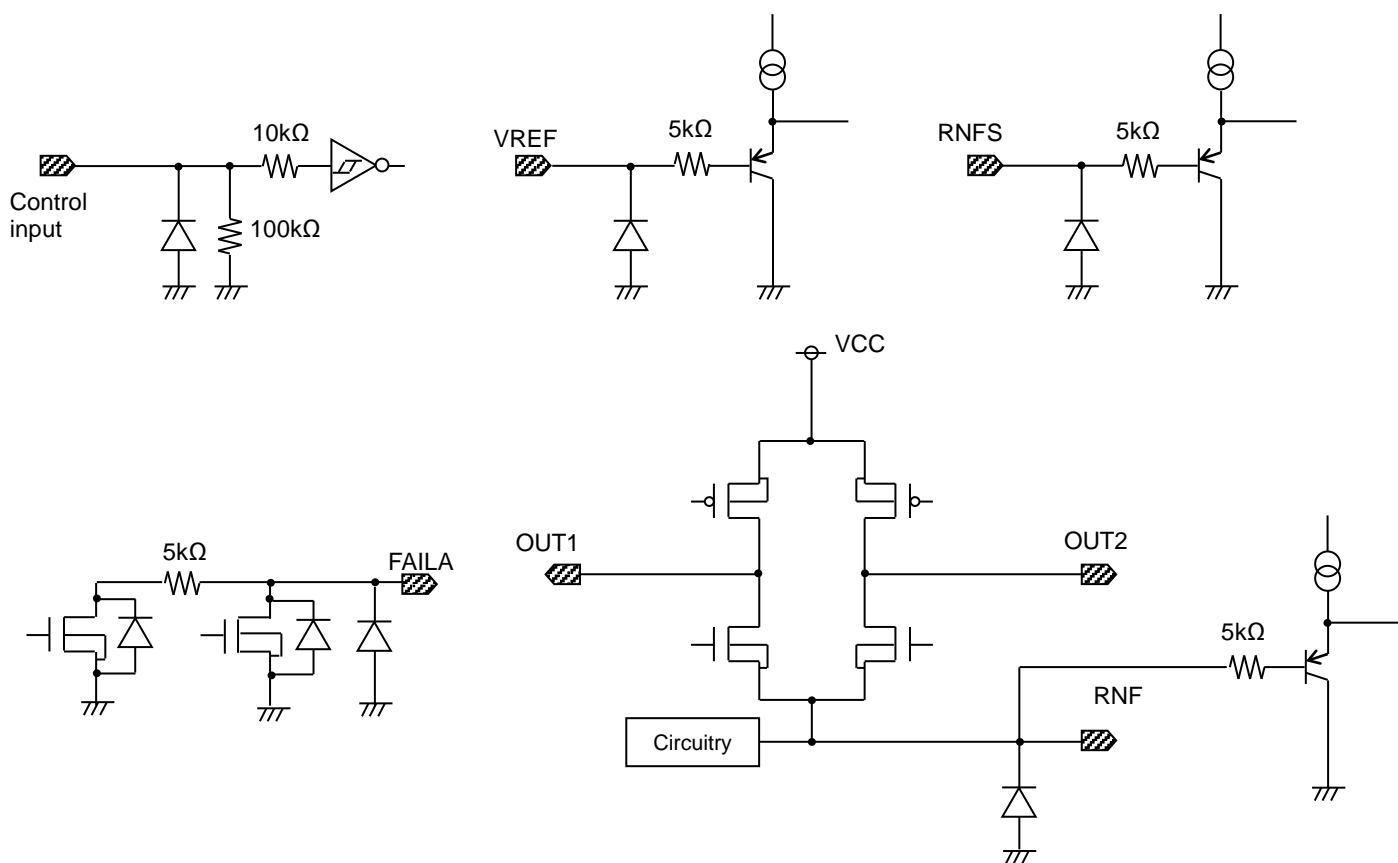 10kΩ
Control
input
100kΩ
VREF
5kΩ
RNFS
5kΩ
VCC
5kΩ
FAILA
OUT1
OUT2
5kΩ
RNF
Circuitry